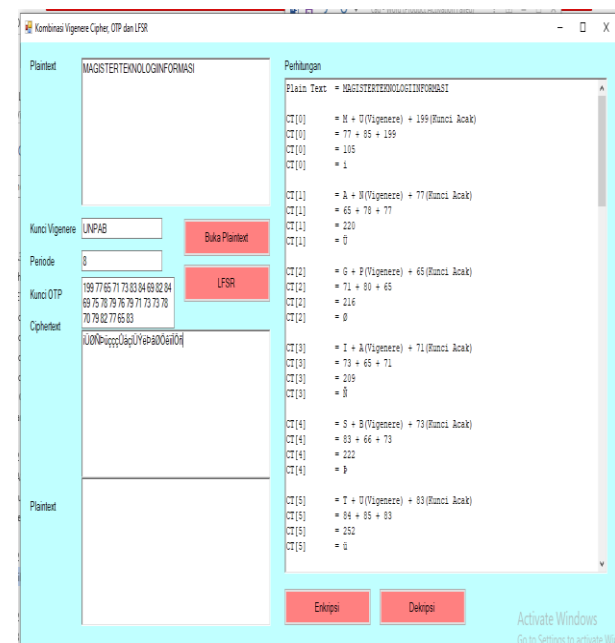 Kombinasi Vigenere Cipher, OTP dan LFSR
Plaintext
MAGISTERTEKNOLOGIINFORMASI
Kunci Vigenere
UNPAB
Buka Plaintext
Periode
8
LFSR
Kunci OTP
199 77 65 71 73 83 84 69 82 84
69 75 78 79 76 79 71 73 73 78
70 79 82 77 65 83
Ciphertext
Plaintext
Perhitungan
Plain Text = MAGISTERTEKNOLOGIINFORMASI
CT[0] = M + U(Vigenere) + 199(Kunci Acak)
CT[0] = 77 + 85 + 199
CT[0] = 105
CT[0] = i
CT[1] = A + N(Vigenere) + 77(Kunci Acak)
CT[1] = 65 + 78 + 77
CT[1] = 220
CT[1] = Ü
CT[2] = G + P(Vigenere) + 65(Kunci Acak)
CT[2] = 71 + 80 + 65
CT[2] = 216
CT[2] = Ø
CT[3] = I + A(Vigenere) + 71(Kunci Acak)
CT[3] = 73 + 65 + 71
CT[3] = 209
CT[3] = Ñ
CT[4] = S + B(Vigenere) + 73(Kunci Acak)
CT[4] = 83 + 66 + 73
CT[4] = 222
CT[4] = Þ
CT[5] = T + U(Vigenere) + 83(Kunci Acak)
CT[5] = 84 + 85 + 83
CT[5] = 252
CT[5] = ü
Enkripsi
Dekripsi
Activate Windows
Go to Settings to activate Wi